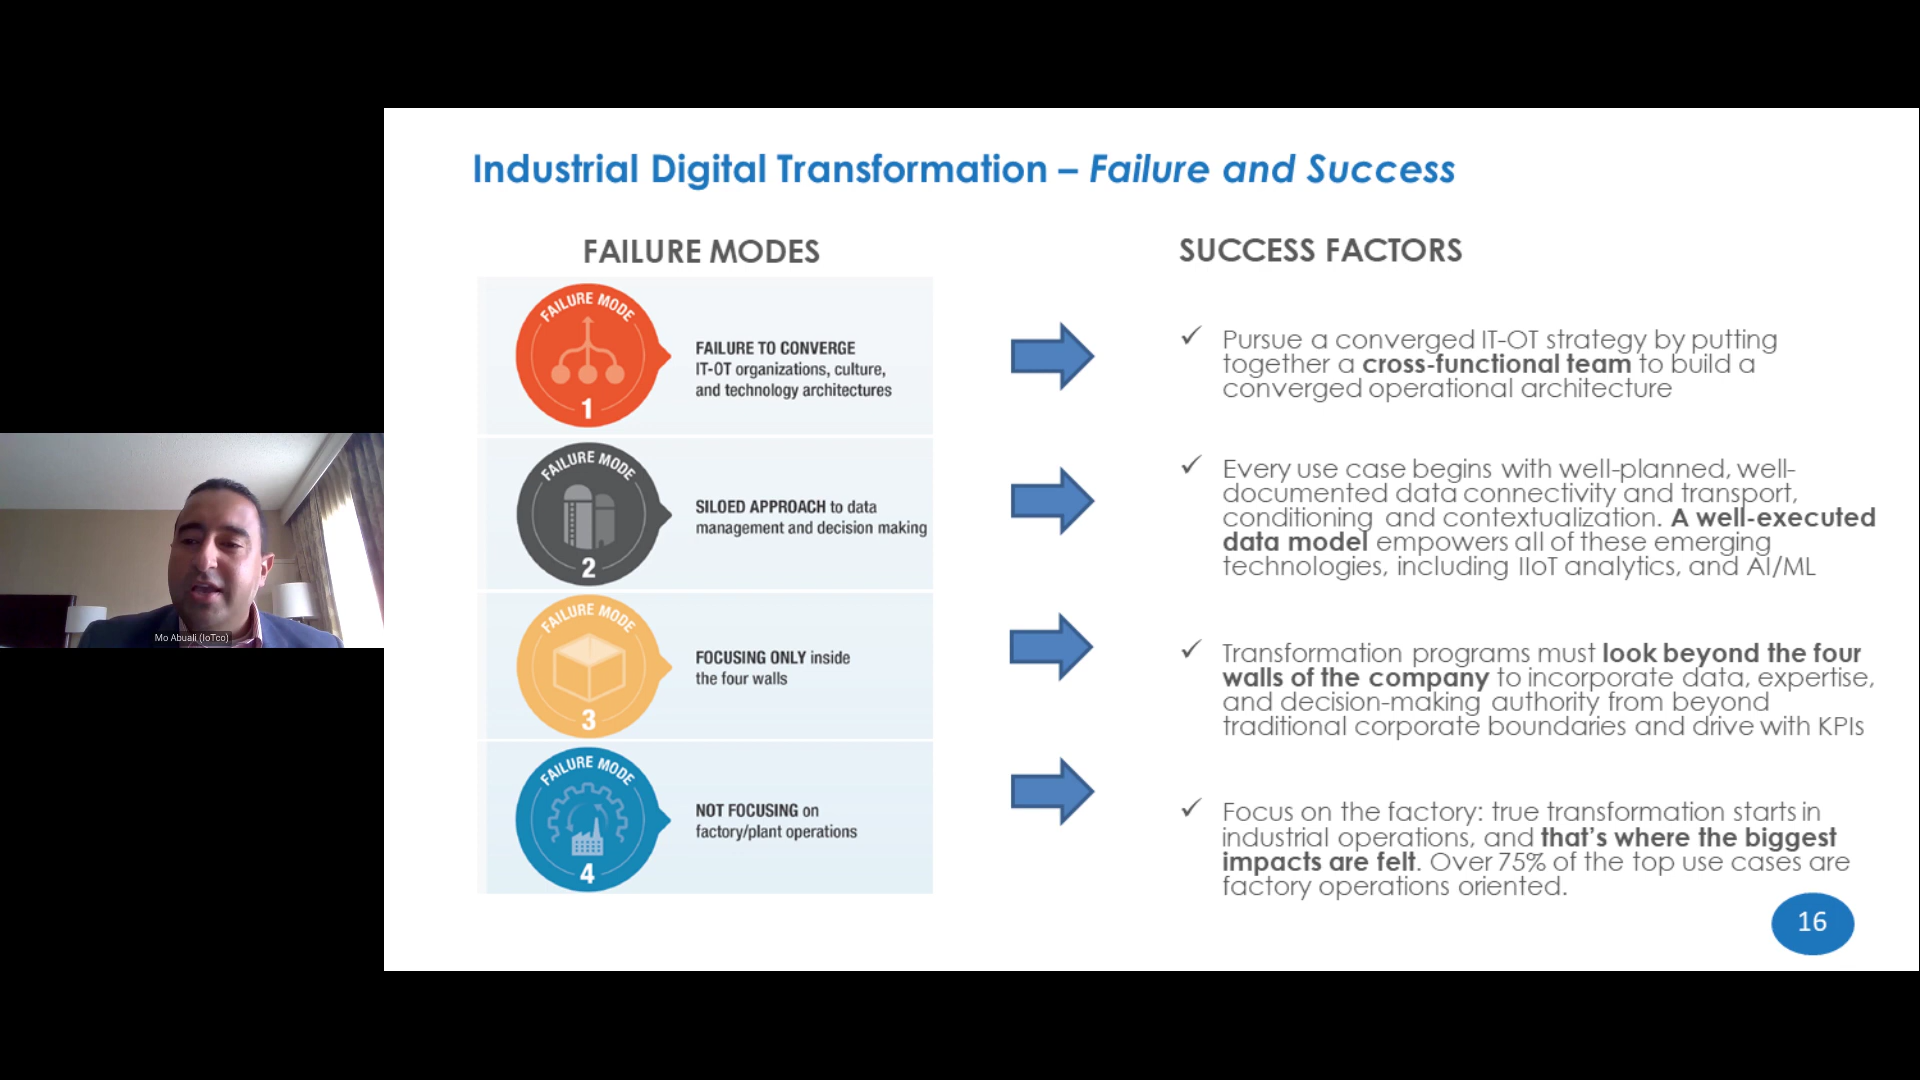 Industrial Digital Transformation – Failure and Success
FAILURE MODES
FAILURE MODE
1
FAILURE TO CONVERGE
IT-OT organizations, culture,
and technology architectures
FAILURE MODE
2
SILOED APPROACH to data
management and decision making
FAILURE MODE
3
FOCUSING ONLY inside
the four walls
FAILURE MODE
4
NOT FOCUSING on
factory/plant operations
SUCCESS FACTORS
✓ Pursue a converged IT-OT strategy by putting
together a cross-functional team to build a
converged operational architecture
✓ Every use case begins with well-planned, well-
documented data connectivity and transport,
conditioning and contextualization. A well-executed
data model empowers all of these emerging
technologies, including IIoT analytics, and AI/ML
✓ Transformation programs must look beyond the four
walls of the company to incorporate data, expertise,
and decision-making authority from beyond
traditional corporate boundaries and drive with KPIs
✓ Focus on the factory: true transformation starts in
industrial operations, and that's where the biggest
impacts are felt. Over 75% of the top use cases are
factory operations oriented.
16
Mo Abuali (IoTco)